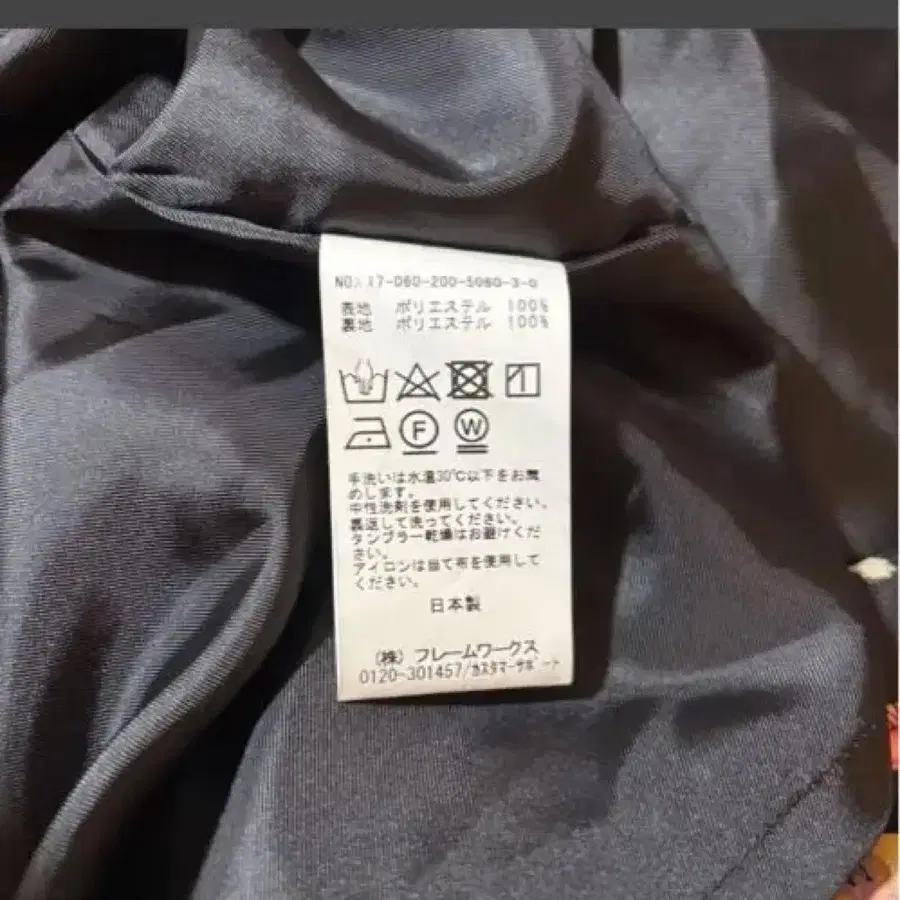 NO: 17-060-200-5060-3-0
表地 ポリエステル 100%
裏地 ポリエステル 100%
F W
手洗いは水温30℃以下をお薦
めします。
中性洗剤を使用してください。
裏返して洗ってください。
タンブラー乾燥はお避けくださ
さい。
アイロンは当て布を使用して
ください。
日本製
(株) フレームワークス
0120-301457/カスタマーサポート